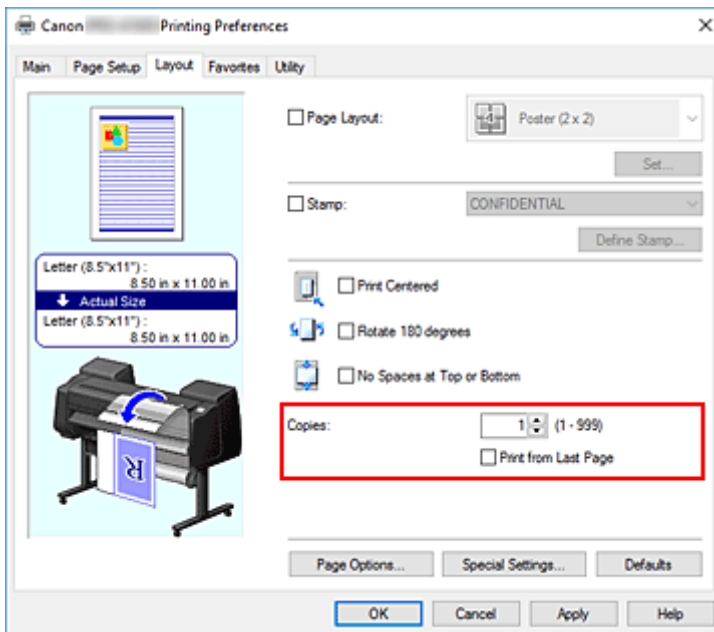 Canon Printing Preferences
Main Page Setup Layout Favorites Utility
Page Layout: Poster (2 x 2)
Set...
Stamp: CONFIDENTIAL
Define Stamp...
Letter (8.5"x11") :
8.50 in x 11.00 in
Actual Size
Letter (8.5"x11") :
8.50 in x 11.00 in
Print Centered
Rotate 180 degrees
No Spaces at Top or Bottom
Copies: 1 (1 - 999)
Print from Last Page
R
Page Options... Special Settings... Defaults
OK Cancel Apply Help